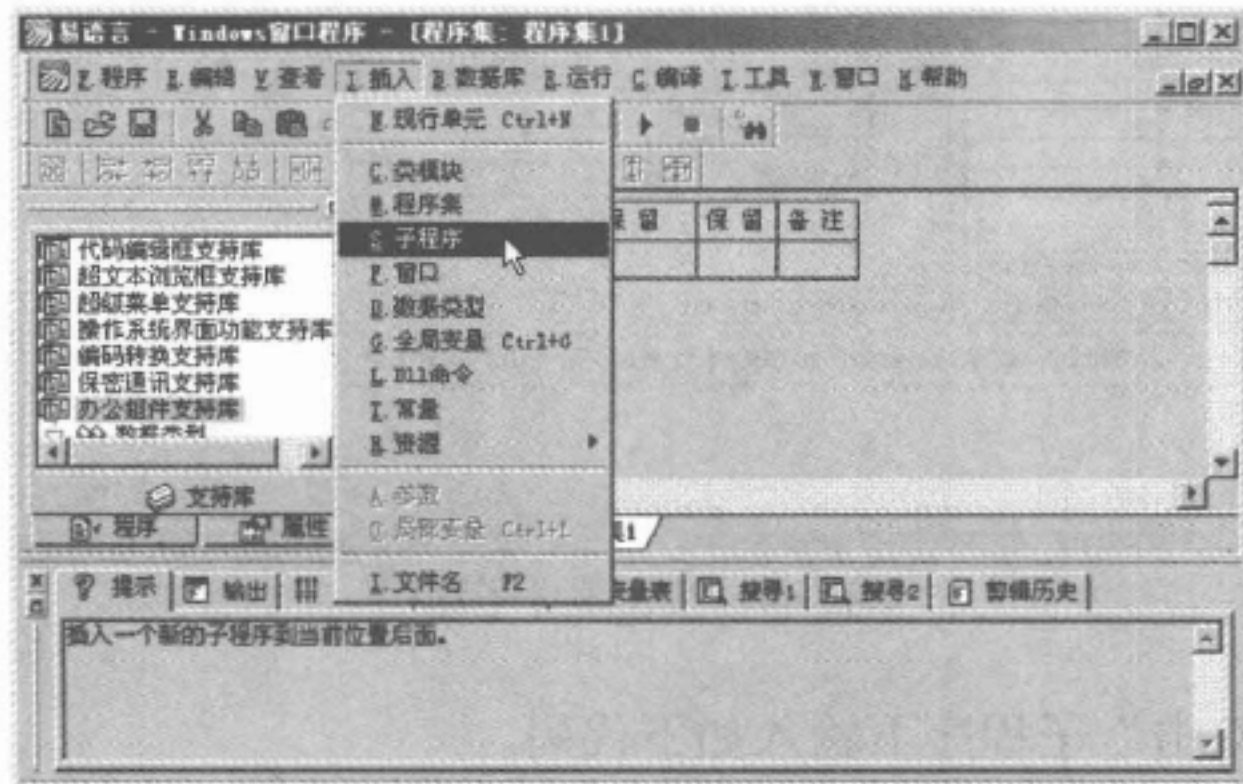 易语言 - Windows窗口程序 - [程序集: 程序集1]
F.程序 E.编辑 V.查看 I.插入 B.数据库 R.运行 C.编译 T.工具 W.窗口 H.帮助
N.现行单元 Ctrl+N
C.类模块
M.程序集
S.子程序
F.窗口
D.数据类型
G.全局变量 Ctrl+G
L.Dll命令
T.常量
R.资源
A.参数
O.局部变量 Ctrl+L
I.文件名 F2
保 留 保 留 备 注
代码编辑框支持库
超文本浏览框支持库
超级菜单支持库
操作系统界面功能支持库
编码转换支持库
保密通讯支持库
办公组件支持库
数据类型
支持库
程序 属性
集1
提示 输出 变量表 搜寻1 搜寻2 剪辑历史
插入一个新的子程序到当前位置后面。